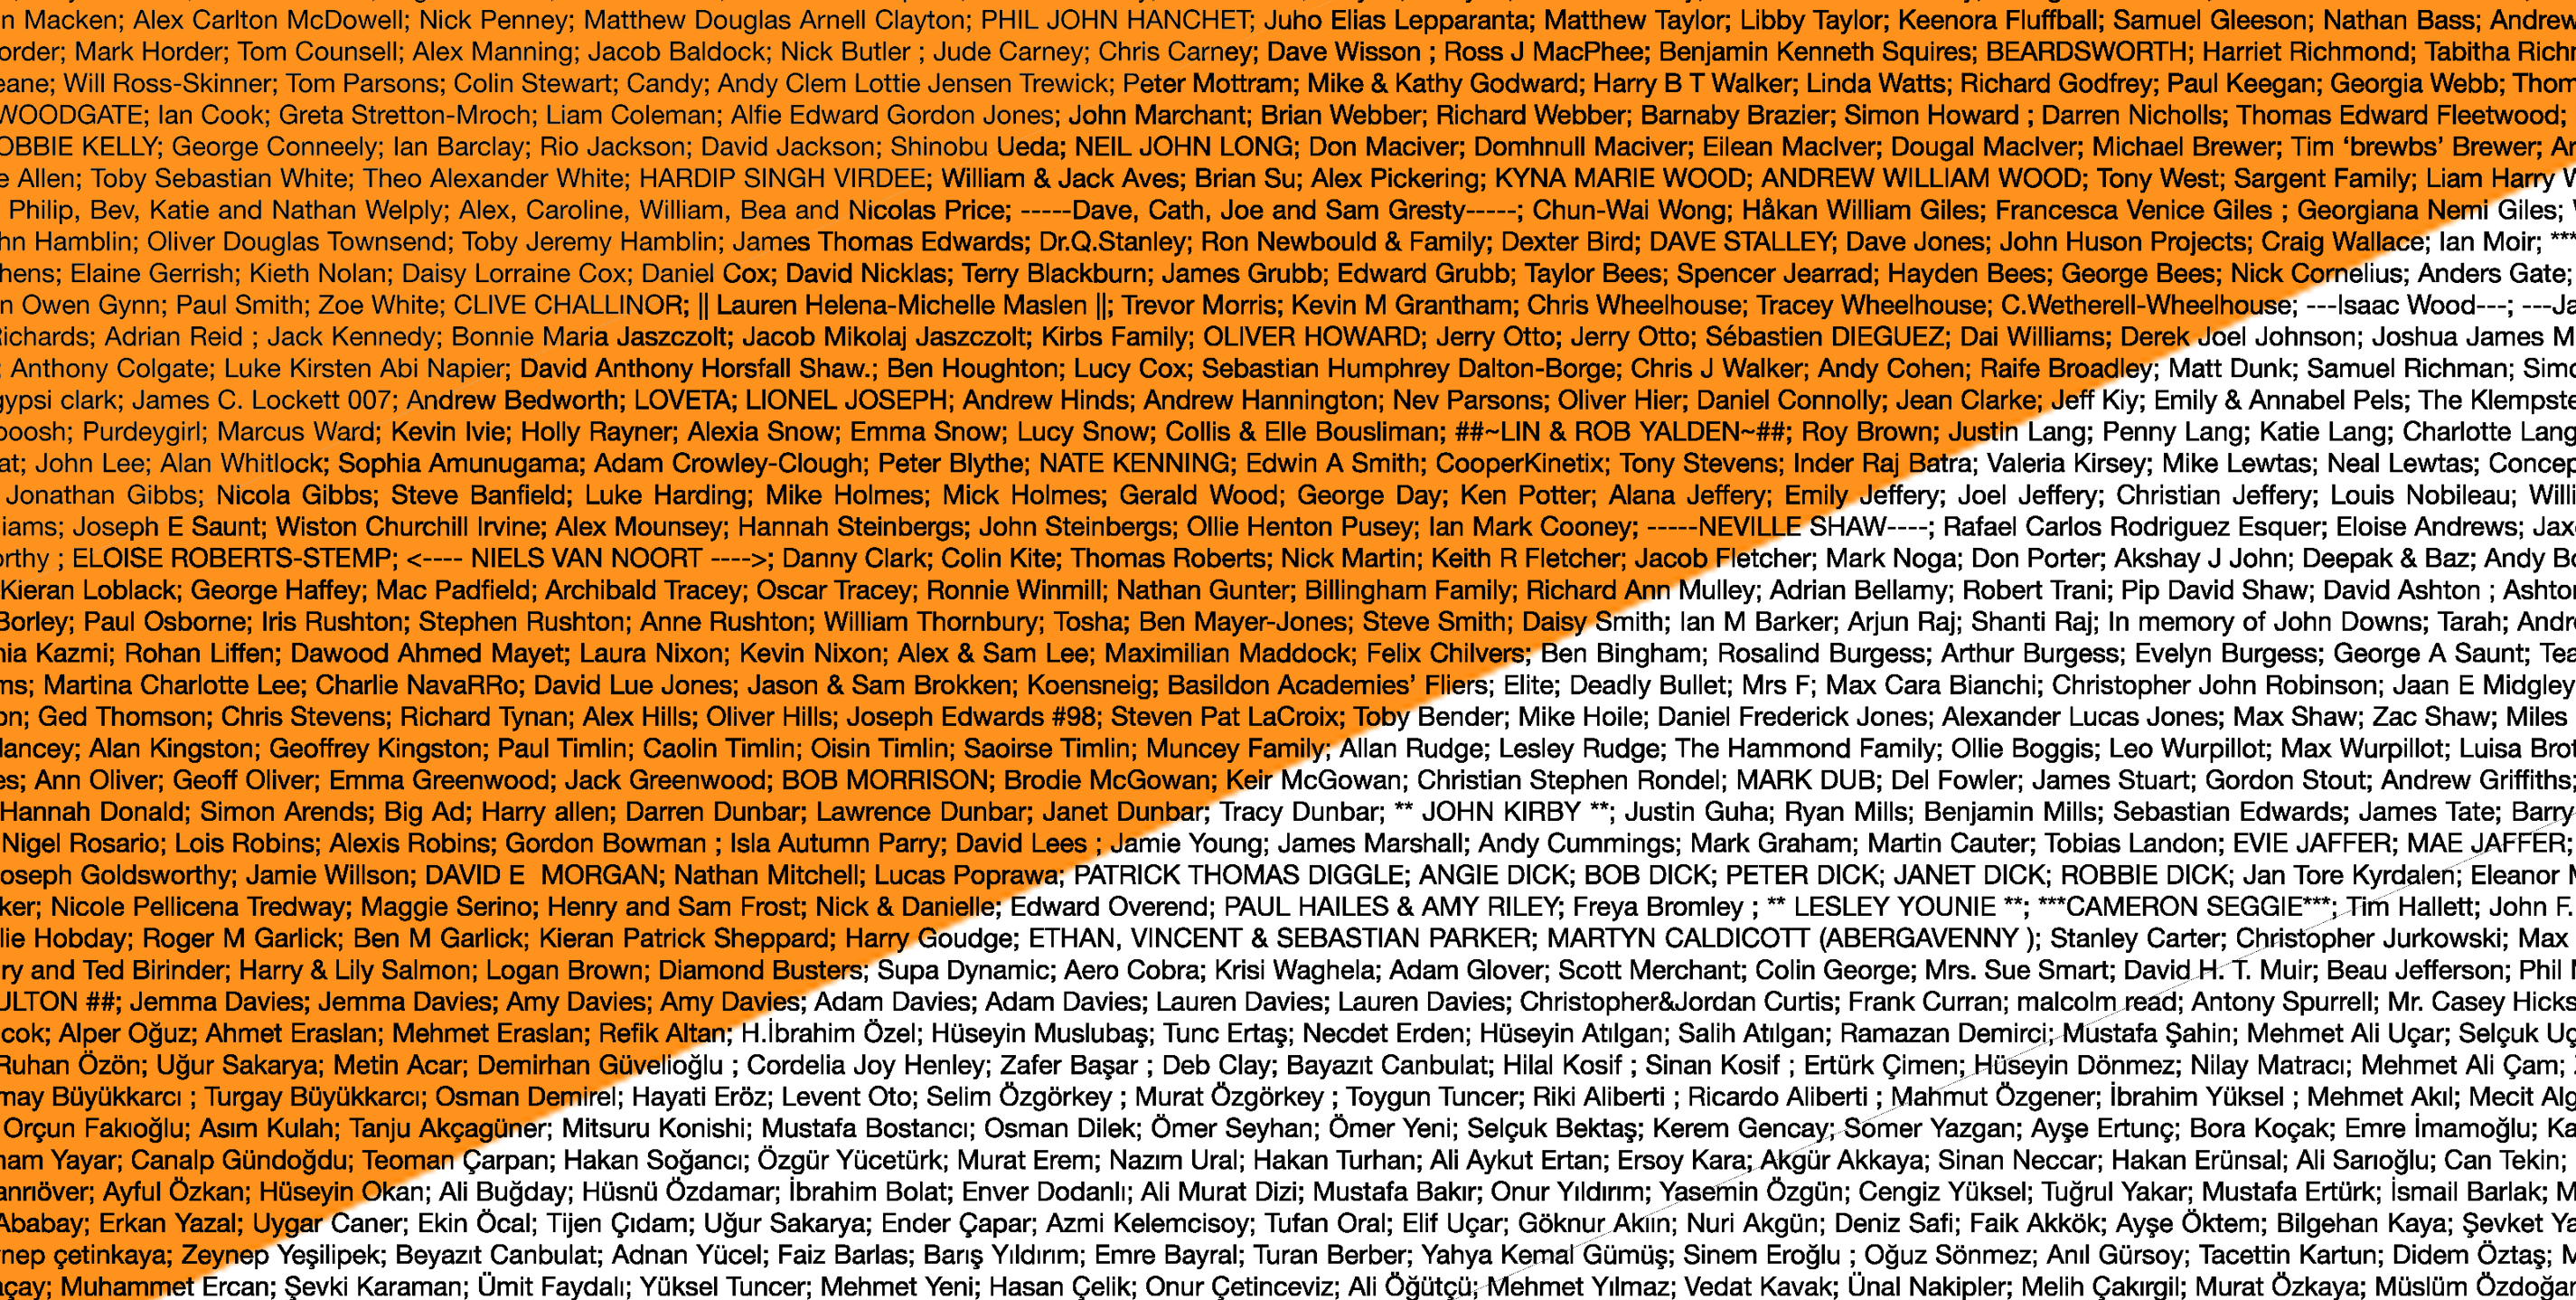 n Macken; Alex Carlton McDowell; Nick Penney; Matthew Douglas Arnell Clayton; PHIL JOHN HANCHET; Juho Elias Lepparanta; Matthew Taylor; Libby Taylor; Keenora Fluffball; Samuel Gleeson; Nathan Bass; Andrew
order; Mark Horder; Tom Counsell; Alex Manning; Jacob Baldock; Nick Butler ; Jude Carney; Chris Carney; Dave Wisson ; Ross J MacPhee; Benjamin Kenneth Squires; BEARDSWORTH; Harriet Richmond; Tabitha Richm
eane; Will Ross-Skinner; Tom Parsons; Colin Stewart; Candy; Andy Clem Lottie Jensen Trewick; Peter Mottram; Mike & Kathy Godward; Harry B T Walker; Linda Watts; Richard Godfrey; Paul Keegan; Georgia Webb; Thom
WOODGATE; Ian Cook; Greta Stretton-Mroch; Liam Coleman; Alfie Edward Gordon Jones; John Marchant; Brian Webber; Richard Webber; Barnaby Brazier; Simon Howard ; Darren Nicholls; Thomas Edward Fleetwood;
OBBIE KELLY; George Conneely; Ian Barclay; Rio Jackson; David Jackson; Shinobu Ueda; NEIL JOHN LONG; Don Maciver; Domhnull Maciver; Eilean MacIver; Dougal MacIver; Michael Brewer; Tim ‘brewbs’ Brewer; Ar
e Allen; Toby Sebastian White; Theo Alexander White; HARDIP SINGH VIRDEE; William & Jack Aves; Brian Su; Alex Pickering; KYNA MARIE WOOD; ANDREW WILLIAM WOOD; Tony West; Sargent Family; Liam Harry W
Philip, Bev, Katie and Nathan Welply; Alex, Caroline, William, Bea and Nicolas Price; -----Dave, Cath, Joe and Sam Gresty-----; Chun-Wai Wong; Håkan William Giles; Francesca Venice Giles ; Georgiana Nemi Giles;
hn Hamblin; Oliver Douglas Townsend; Toby Jeremy Hamblin; James Thomas Edwards; Dr.Q.Stanley; Ron Newbould & Family; Dexter Bird; DAVE STALLEY; Dave Jones; John Huson Projects; Craig Wallace; Ian Moir; ***
hens; Elaine Gerrish; Kieth Nolan; Daisy Lorraine Cox; Daniel Cox; David Nicklas; Terry Blackburn; James Grubb; Edward Grubb; Taylor Bees; Spencer Jearrad; Hayden Bees; George Bees; Nick Cornelius; Anders Gate;
n Owen Gynn; Paul Smith; Zoe White; CLIVE CHALLINOR; || Lauren Helena-Michelle Maslen ||; Trevor Morris; Kevin M Grantham; Chris Wheelhouse; Tracey Wheelhouse; C.Wetherell-Wheelhouse; ---Isaac Wood---; ---Ja
Richards; Adrian Reid ; Jack Kennedy; Bonnie Maria Jaszczolt; Jacob Mikolaj Jaszczolt; Kirbs Family; OLIVER HOWARD; Jerry Otto; Jerry Otto; Sébastien DIEGUEZ; Dai Williams; Derek Joel Johnson; Joshua James M
; Anthony Colgate; Luke Kirsten Abi Napier; David Anthony Horsfall Shaw.; Ben Houghton; Lucy Cox; Sebastian Humphrey Dalton-Borge; Chris J Walker; Andy Cohen; Raife Broadley; Matt Dunk; Samuel Richman; Simo
gypsi clark; James C. Lockett 007; Andrew Bedworth; LOVETA; LIONEL JOSEPH; Andrew Hinds; Andrew Hannington; Nev Parsons; Oliver Hier; Daniel Connolly; Jean Clarke; Jeff Kiy; Emily & Annabel Pels; The Klempste
ooosh; Purdeygirl; Marcus Ward; Kevin Ivie; Holly Rayner; Alexia Snow; Emma Snow; Lucy Snow; Collis & Elle Bousliman; ##~LIN & ROB YALDEN~##; Roy Brown; Justin Lang; Penny Lang; Katie Lang; Charlotte Lang
at; John Lee; Alan Whitlock; Sophia Amunugama; Adam Crowley-Clough; Peter Blythe; NATE KENNING; Edwin A Smith; CooperKinetix; Tony Stevens; Inder Raj Batra; Valeria Kirsey; Mike Lewtas; Neal Lewtas; Concep
Jonathan Gibbs; Nicola Gibbs; Steve Banfield; Luke Harding; Mike Holmes; Mick Holmes; Gerald Wood; George Day; Ken Potter; Alana Jeffery; Emily Jeffery; Joel Jeffery; Christian Jeffery; Louis Nobileau; Willi
iams; Joseph E Saunt; Wiston Churchill Irvine; Alex Mounsey; Hannah Steinbergs; John Steinbergs; Ollie Henton Pusey; Ian Mark Cooney; -----NEVILLE SHAW----; Rafael Carlos Rodriguez Esquer; Eloise Andrews; Jaxo
orthy ; ELOISE ROBERTS-STEMP; <---- NIELS VAN NOORT ---->; Danny Clark; Colin Kite; Thomas Roberts; Nick Martin; Keith R Fletcher; Jacob Fletcher; Mark Noga; Don Porter; Akshay J John; Deepak & Baz; Andy Bo
Kieran Loblack; George Haffey; Mac Padfield; Archibald Tracey; Oscar Tracey; Ronnie Winmill; Nathan Gunter; Billingham Family; Richard Ann Mulley; Adrian Bellamy; Robert Trani; Pip David Shaw; David Ashton ; Ashton
Borley; Paul Osborne; Iris Rushton; Stephen Rushton; Anne Rushton; William Thornbury; Tosha; Ben Mayer-Jones; Steve Smith; Daisy Smith; Ian M Barker; Arjun Raj; Shanti Raj; In memory of John Downs; Tarah; Andre
nia Kazmi; Rohan Liffen; Dawood Ahmed Mayet; Laura Nixon; Kevin Nixon; Alex & Sam Lee; Maximilian Maddock; Felix Chilvers; Ben Bingham; Rosalind Burgess; Arthur Burgess; Evelyn Burgess; George A Saunt; Tea
ms; Martina Charlotte Lee; Charlie NavaRRo; David Lue Jones; Jason & Sam Brokken; Koensneig; Basildon Academies’ Fliers; Elite; Deadly Bullet; Mrs F; Max Cara Bianchi; Christopher John Robinson; Jaan E Midgley
on; Ged Thomson; Chris Stevens; Richard Tynan; Alex Hills; Oliver Hills; Joseph Edwards #98; Steven Pat LaCroix; Toby Bender; Mike Hoile; Daniel Frederick Jones; Alexander Lucas Jones; Max Shaw; Zac Shaw; Miles
lancey; Alan Kingston; Geoffrey Kingston; Paul Timlin; Caolin Timlin; Oisin Timlin; Saoirse Timlin; Muncey Family; Allan Rudge; Lesley Rudge; The Hammond Family; Ollie Boggis; Leo Wurpillot; Max Wurpillot; Luisa Brot
es; Ann Oliver; Geoff Oliver; Emma Greenwood; Jack Greenwood; BOB MORRISON; Brodie McGowan; Keir McGowan; Christian Stephen Rondel; MARK DUB; Del Fowler; James Stuart; Gordon Stout; Andrew Griffiths;
Hannah Donald; Simon Arends; Big Ad; Harry allen; Darren Dunbar; Lawrence Dunbar; Janet Dunbar; Tracy Dunbar; ** JOHN KIRBY **; Justin Guha; Ryan Mills; Benjamin Mills; Sebastian Edwards; James Tate; Barry
Nigel Rosario; Lois Robins; Alexis Robins; Gordon Bowman ; Isla Autumn Parry; David Lees ; Jamie Young; James Marshall; Andy Cummings; Mark Graham; Martin Cauter; Tobias Landon; EVIE JAFFER; MAE JAFFER;
oseph Goldsworthy; Jamie Willson; DAVID E  MORGAN; Nathan Mitchell; Lucas Poprawa; PATRICK THOMAS DIGGLE; ANGIE DICK; BOB DICK; PETER DICK; JANET DICK; ROBBIE DICK; Jan Tore Kyrdalen; Eleanor M
ker; Nicole Pellicena Tredway; Maggie Serino; Henry and Sam Frost; Nick & Danielle; Edward Overend; PAUL HAILES & AMY RILEY; Freya Bromley ; ** LESLEY YOUNIE **; ***CAMERON SEGGIE***; Tim Hallett; John F.
lie Hobday; Roger M Garlick; Ben M Garlick; Kieran Patrick Sheppard; Harry Goudge; ETHAN, VINCENT & SEBASTIAN PARKER; MARTYN CALDICOTT (ABERGAVENNY ); Stanley Carter; Christopher Jurkowski; Max
ry and Ted Birinder; Harry & Lily Salmon; Logan Brown; Diamond Busters; Supa Dynamic; Aero Cobra; Krisi Waghela; Adam Glover; Scott Merchant; Colin George; Mrs. Sue Smart; David H. T. Muir; Beau Jefferson; Phil M
ULTON ##; Jemma Davies; Jemma Davies; Amy Davies; Amy Davies; Adam Davies; Adam Davies; Lauren Davies; Lauren Davies; Christopher&Jordan Curtis; Frank Curran; malcolm read; Antony Spurrell; Mr. Casey Hicks
cok; Alper Oğuz; Ahmet Eraslan; Mehmet Eraslan; Refik Altan; H.İbrahim Özel; Hüseyin Muslubaş; Tunc Ertaş; Necdet Erden; Hüseyin Atılgan; Salih Atılgan; Ramazan Demirci; Mustafa Şahin; Mehmet Ali Uçar; Selçuk Uç
Ruhan Özön; Uğur Sakarya; Metin Acar; Demirhan Güvelioğlu ; Cordelia Joy Henley; Zafer Başar ; Deb Clay; Bayazıt Canbulat; Hilal Kosif ; Sinan Kosif ; Ertürk Çimen; Hüseyin Dönmez; Nilay Matracı; Mehmet Ali Çam;
may Büyükkarcı ; Turgay Büyükkarcı; Osman Demirel; Hayati Eröz; Levent Oto; Selim Özgörkey ; Murat Özgörkey ; Toygun Tuncer; Riki Aliberti ; Ricardo Aliberti ; Mahmut Özgener; İbrahim Yüksel ; Mehmet Akıl; Mecit Alg
Orçun Fakıoğlu; Asım Kulah; Tanju Akçagüner; Mitsuru Konishi; Mustafa Bostancı; Osman Dilek; Ömer Seyhan; Ömer Yeni; Selçuk Bektaş; Kerem Gencay; Somer Yazgan; Ayşe Ertunç; Bora Koçak; Emre İmamoğlu; Ka
ham Yayar; Canalp Gündoğdu; Teoman Çarpan; Hakan Soğancı; Özgür Yücetürk; Murat Erem; Nazım Ural; Hakan Turhan; Ali Aykut Ertan; Ersoy Kara; Akgür Akkaya; Sinan Neccar; Hakan Erünsal; Ali Sarıoğlu; Can Tekin;
anrıöver; Ayful Özkan; Hüseyin Okan; Ali Buğday; Hüsnü Özdamar; İbrahim Bolat; Enver Dodanlı; Ali Murat Dizi; Mustafa Bakır; Onur Yıldırım; Yasemin Özgün; Cengiz Yüksel; Tuğrul Yakar; Mustafa Ertürk; İsmail Barlak; M
Ababay; Erkan Yazal; Uygar Caner; Ekin Öcal; Tijen Çıdam; Uğur Sakarya; Ender Çapar; Azmi Kelemcisoy; Tufan Oral; Elif Uçar; Göknur Akıın; Nuri Akgün; Deniz Safi; Faik Akkök; Ayşe Öktem; Bilgehan Kaya; Şevket Ya
ynep çetinkaya; Zeynep Yeşilipek; Beyazıt Canbulat; Adnan Yücel; Faiz Barlas; Barış Yıldırım; Emre Bayral; Turan Berber; Yahya Kemal Gümüş; Sinem Eroğlu ; Oğuz Sönmez; Anıl Gürsoy; Tacettin Kartun; Didem Öztaş; M
açay; Muhammet Ercan; Şevki Karaman; Ümit Faydalı; Yüksel Tuncer; Mehmet Yeni; Hasan Çelik; Onur Çetinceviz; Ali Öğütçü; Mehmet Yılmaz; Vedat Kavak; Ünal Nakipler; Melih Çakırgil; Murat Özkaya; Müslüm Özdoğa